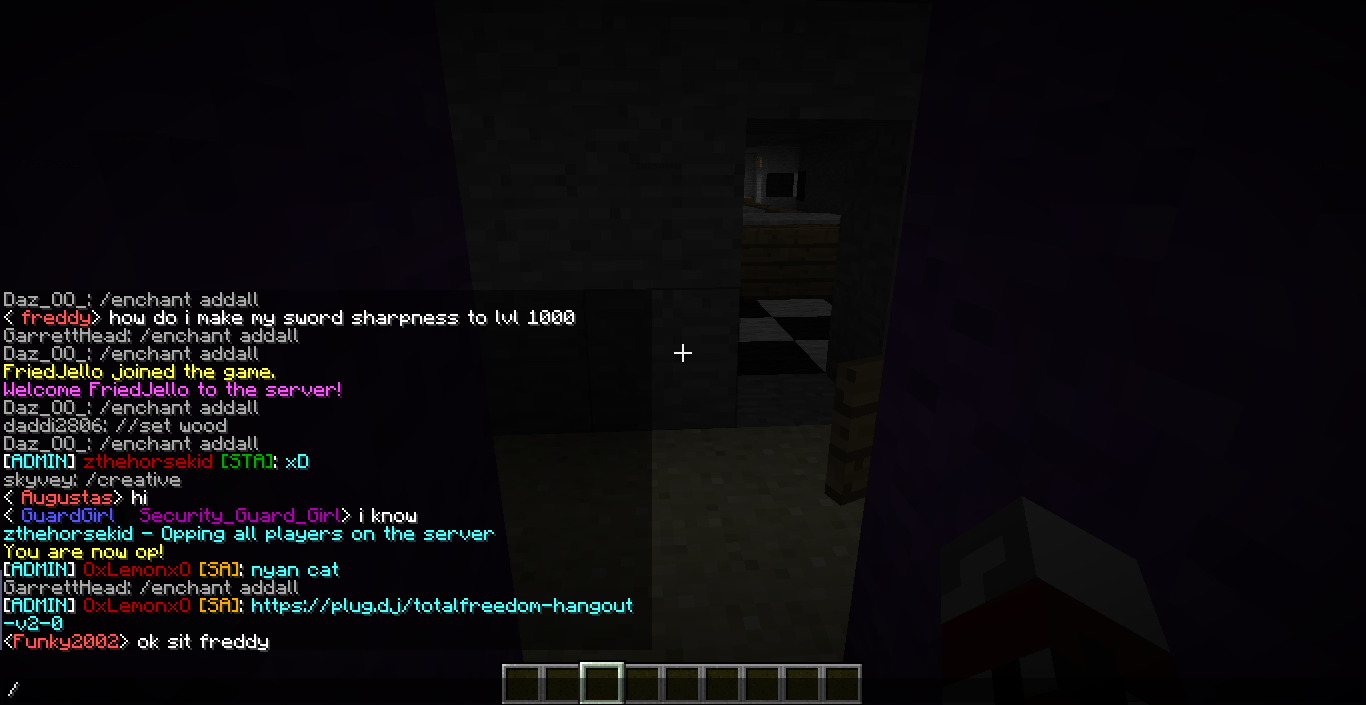 Daz_OO_: /enchant addall
< freddy> how do i make my sword sharpness to lvl 1000
GarrettHead: /enchant addall
Daz_OO_: /enchant addall
FriedJello joined the game.
Welcome FriedJello to the server!
Daz_OO_: /enchant addall
daddi2806: //set wood
Daz_OO_: /enchant addall
[ADMIN] zthehorsekid [STA]: xD
skyvey: /creative
< Augustas> hi
< GuardGirl  Security_Guard_Girl> i know
zthehorsekid - Opping all players on the server
You are now op!
[ADMIN] OxLemonxO [SA]: nyan cat
GarrettHead: /enchant addall
[ADMIN] OxLemonxO [SA]: https://plug.dj/totalfreedom-hangout
-v2-0
<Funky2002> ok sit freddy
/